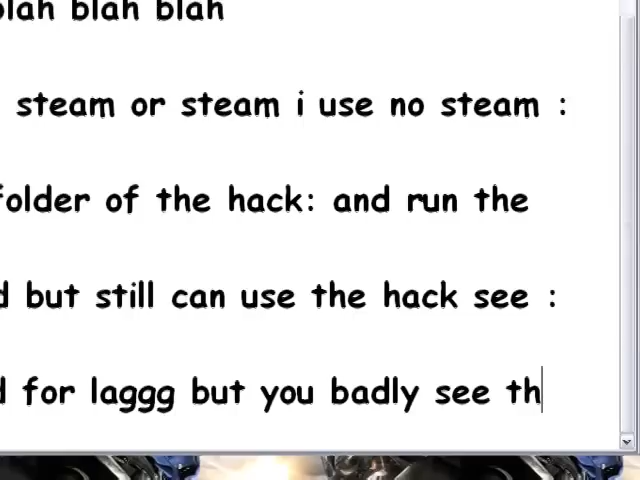 blah blah blah
steam or steam i use no steam :
folder of the hack: and run the
but still can use the hack see :
for laggg but you badly see th